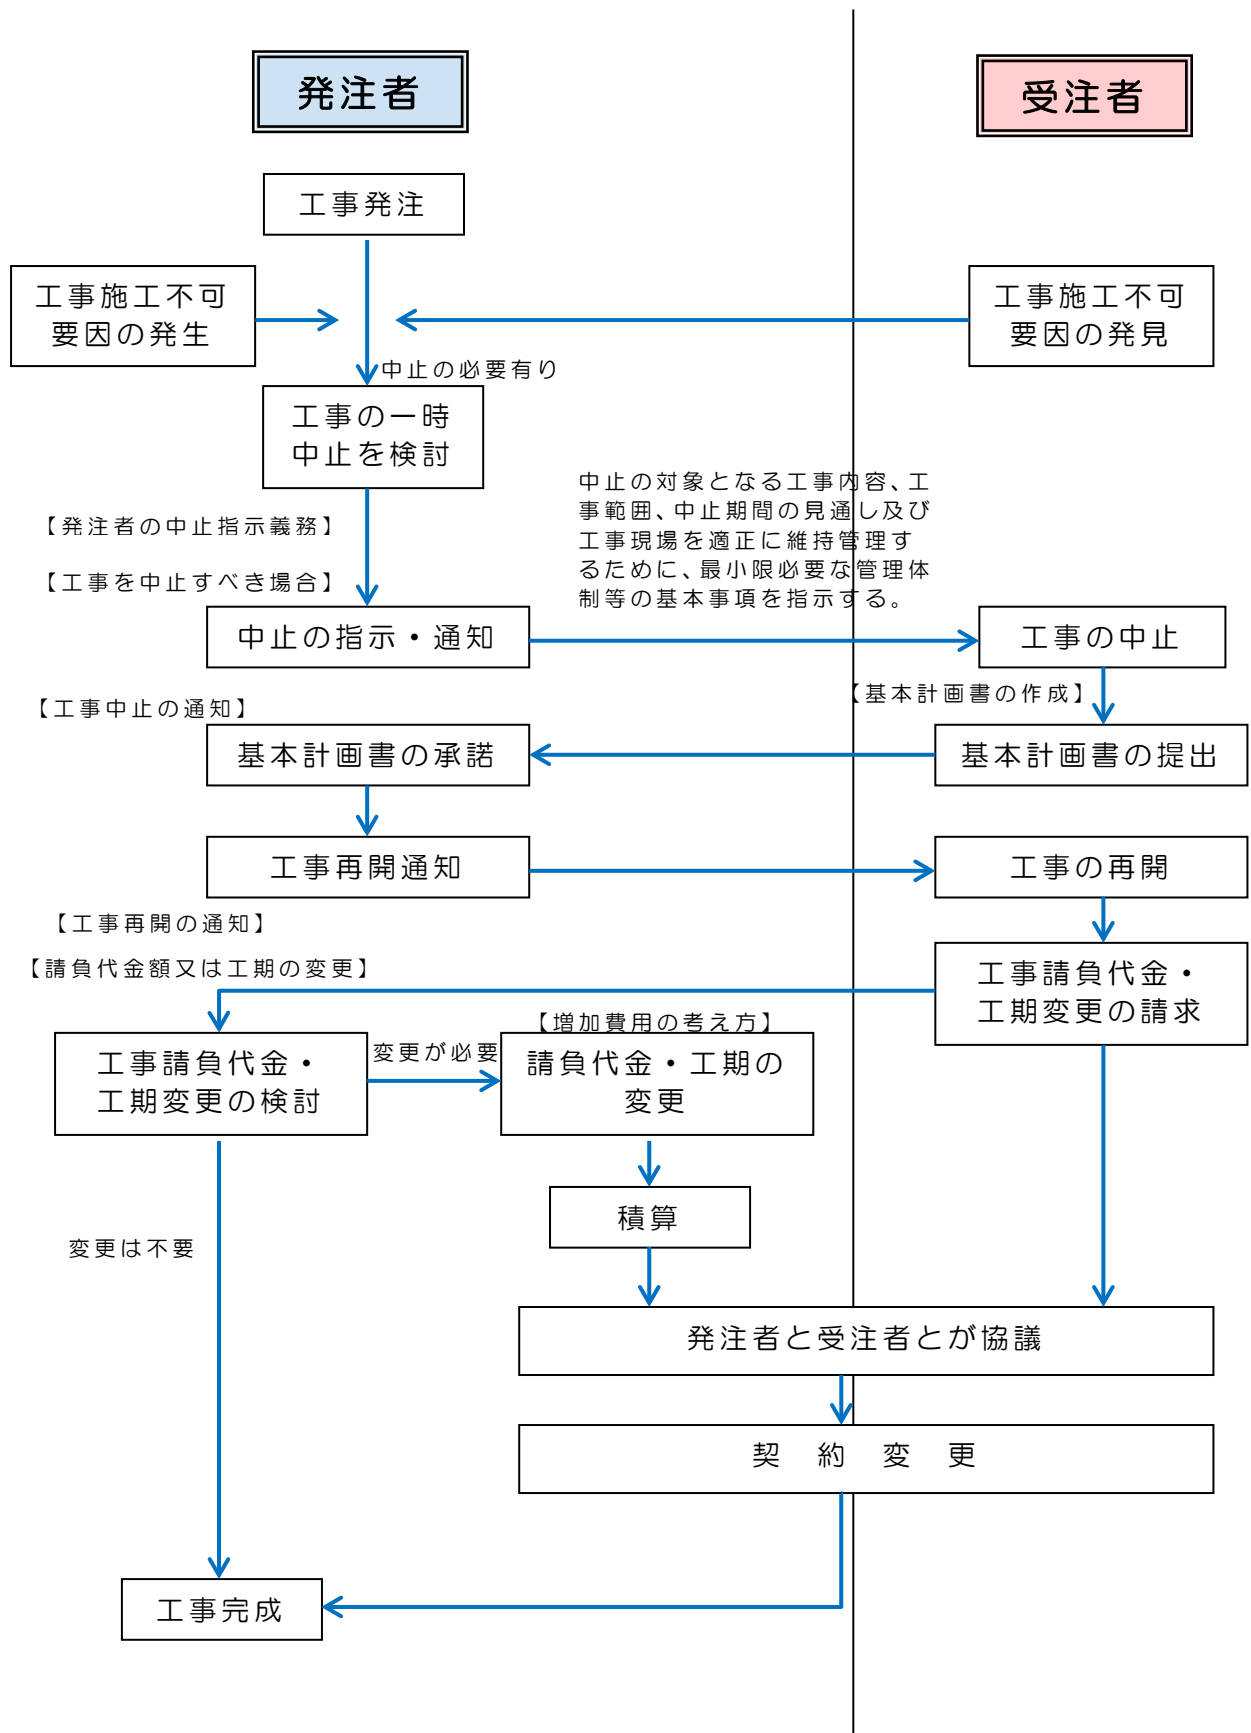 発注者
受注者
工事発注
工事施工不可
要因の発生
工事施工不可
要因の発見
中止の必要有り
工事の一時
中止を検討
中止の対象となる工事内容、工
事範囲、中止期間の見通し及び
工事現場を適正に維持管理す
るために、最小限必要な管理体
制等の基本事項を指示する。
【発注者の中止指示義務】
【工事を中止すべき場合】
中止の指示・通知
工事の中止
【基本計画書の作成】
【工事中止の通知】
基本計画書の承諾
基本計画書の提出
工事再開通知
工事の再開
【工事再開の通知】
【請負代金額又は工期の変更】
工事請負代金・
工期変更の請求
【増加費用の考え方】
工事請負代金・
工期変更の検討
変更が必要
請負代金・工期の
変更
積算
変更は不要
発注者と受注者とが協議
契　約　変　更
工事完成